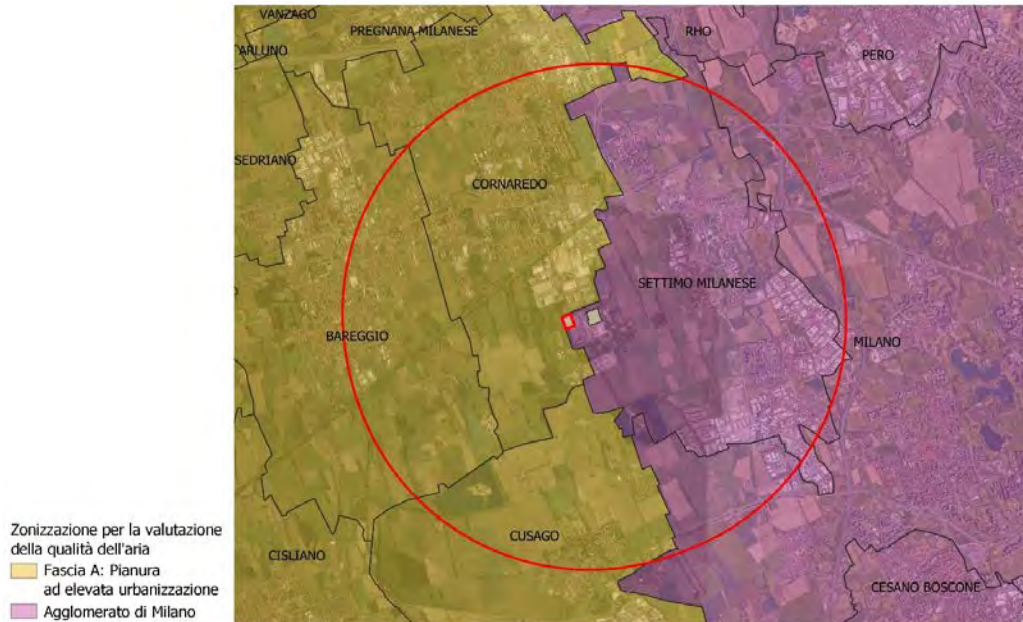 VANZAGO
PREGNANA MILANESE
RHO
ARLUNO
PERO
SEDRIANO
CORNAREDO
SETTIMO MILANESE
BAREGGIO
MILANO
CUSAGO
CISLIANO
CESANO BOSCONE
Zonizzazione per la valutazione
della qualità dell'aria
Fascia A: Pianura
ad elevata urbanizzazione
Agglomerato di Milano